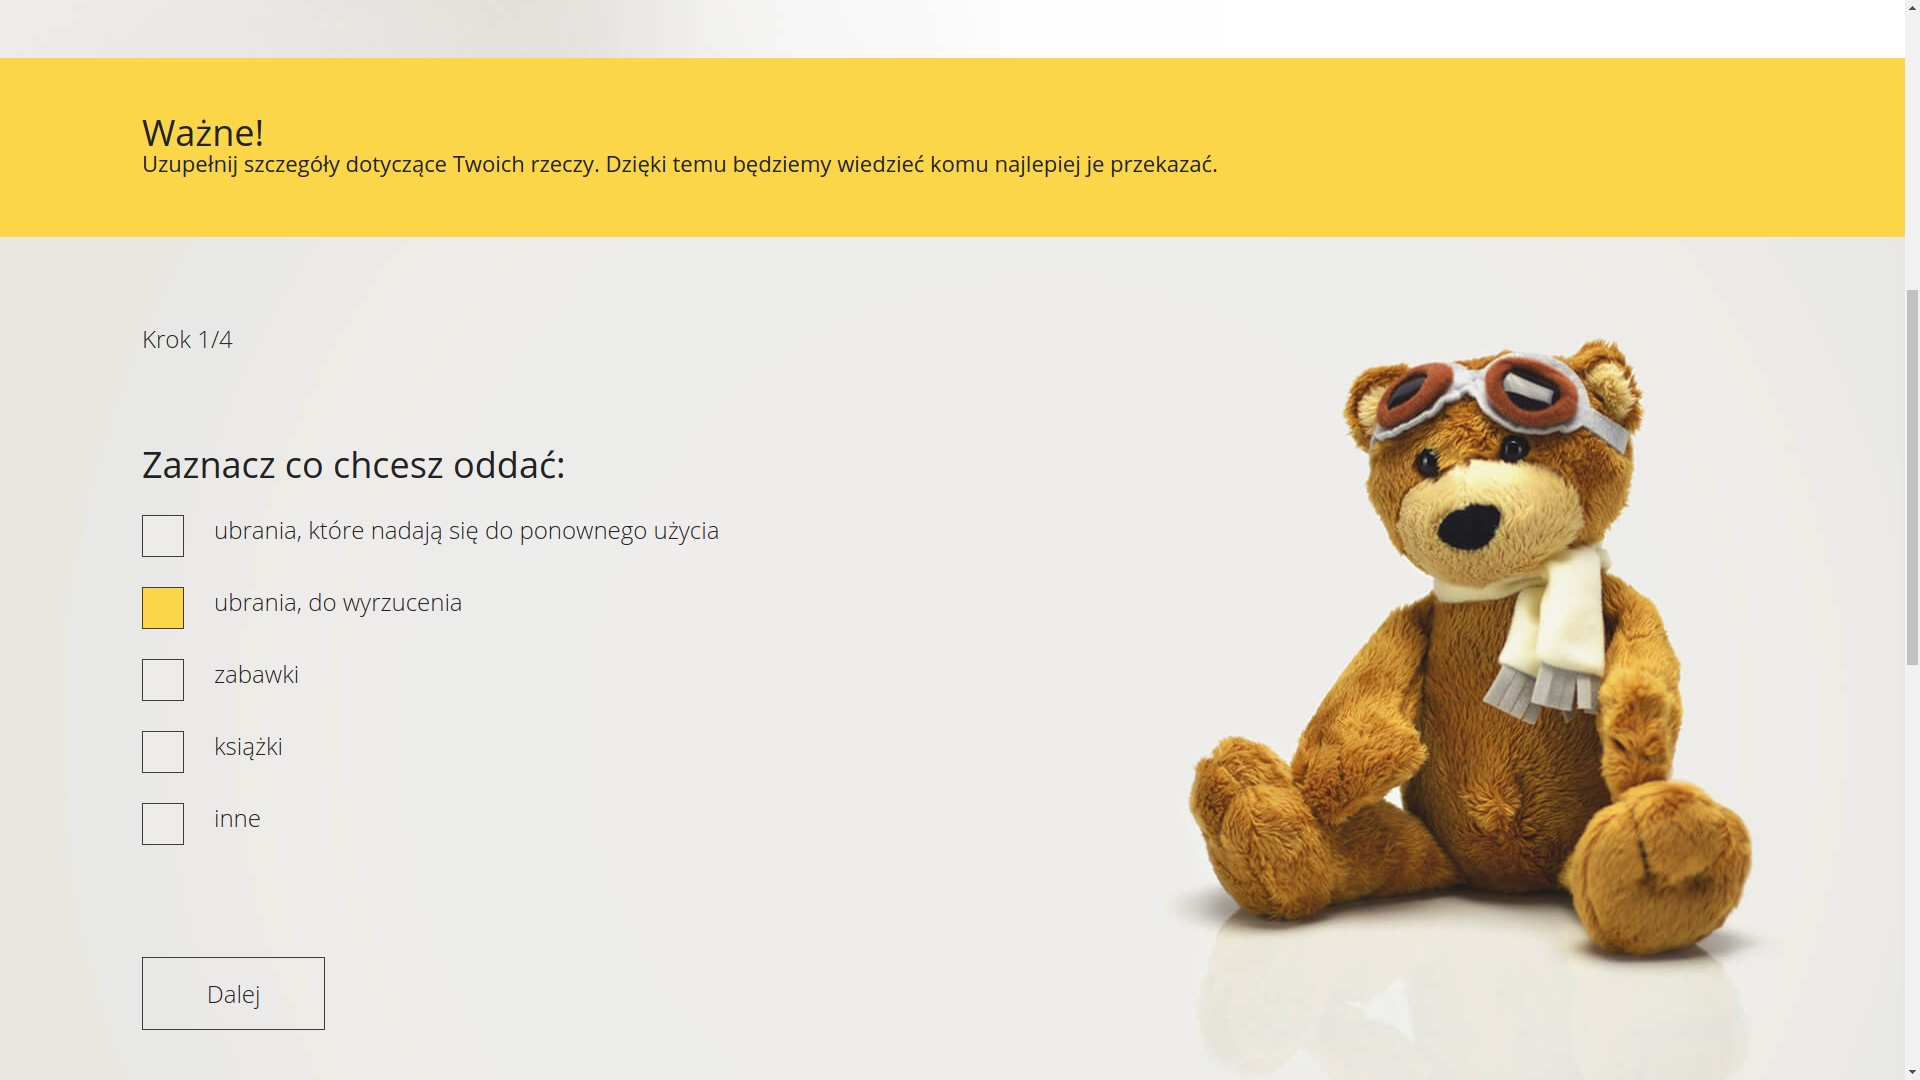 Ważne!
Uzupełnij szczegóły dotyczące Twoich rzeczy. Dzięki temu będziemy wiedzieć komu najlepiej je przekazać.
Krok 1/4
Zaznacz co chcesz oddać:
ubrania, które nadają się do ponownego użycia
ubrania, do wyrzucenia
zabawki
książki
inne
Dalej